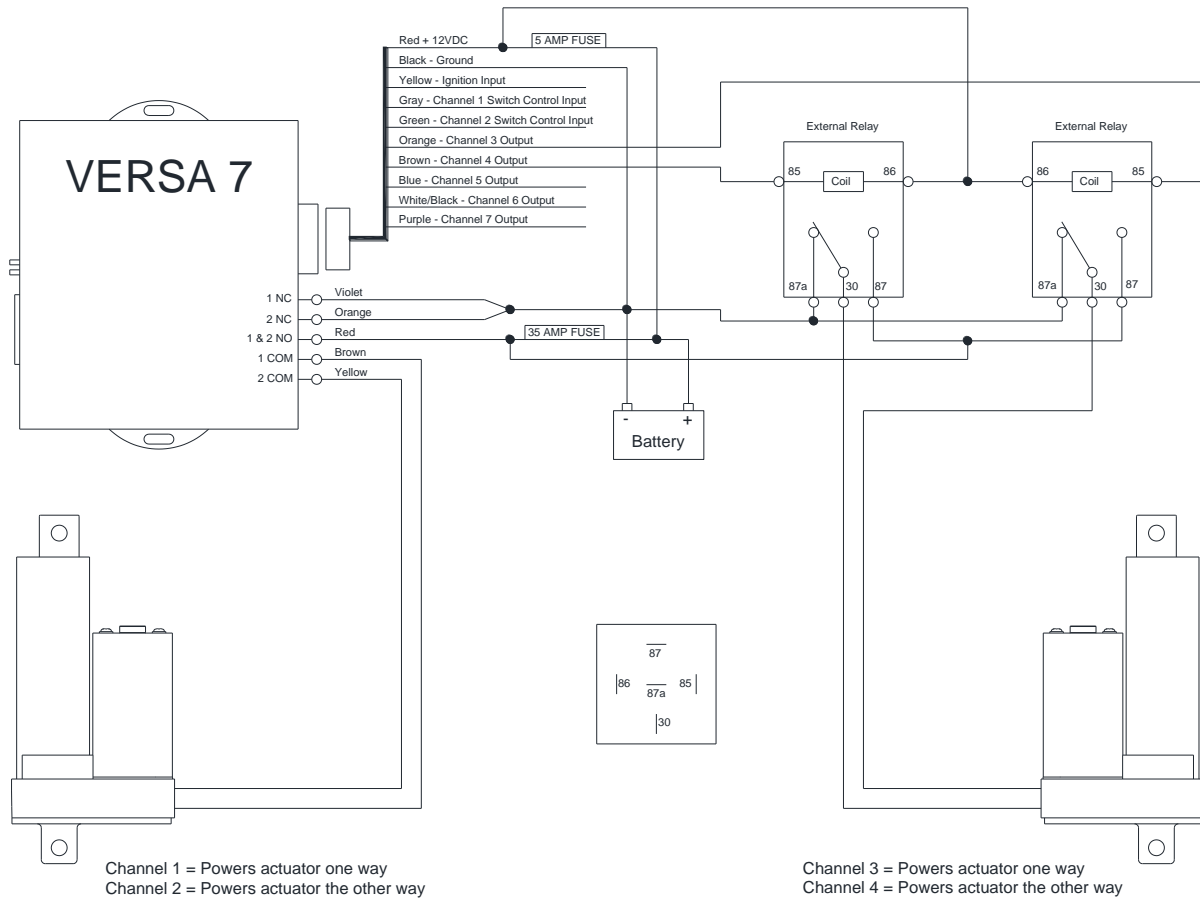 VERSA 7
Red + 12VDC
5 AMP FUSE
Black - Ground
Yellow - Ignition Input
Gray - Channel 1 Switch Control Input
Green - Channel 2 Switch Control Input
Orange - Channel 3 Output
Brown - Channel 4 Output
Blue - Channel 5 Output
White/Black - Channel 6 Output
Purple - Channel 7 Output
External Relay
85
Coil
86
87a
30
87
External Relay
86
Coil
85
87a
30
87
1 NC
Violet
2 NC
Orange
1 & 2 NO
Red
35 AMP FUSE
1 COM
Brown
2 COM
Yellow
- +
Battery
87
86
87a
85
30
Channel 1 = Powers actuator one way
Channel 2 = Powers actuator the other way
Channel 3 = Powers actuator one way
Channel 4 = Powers actuator the other way